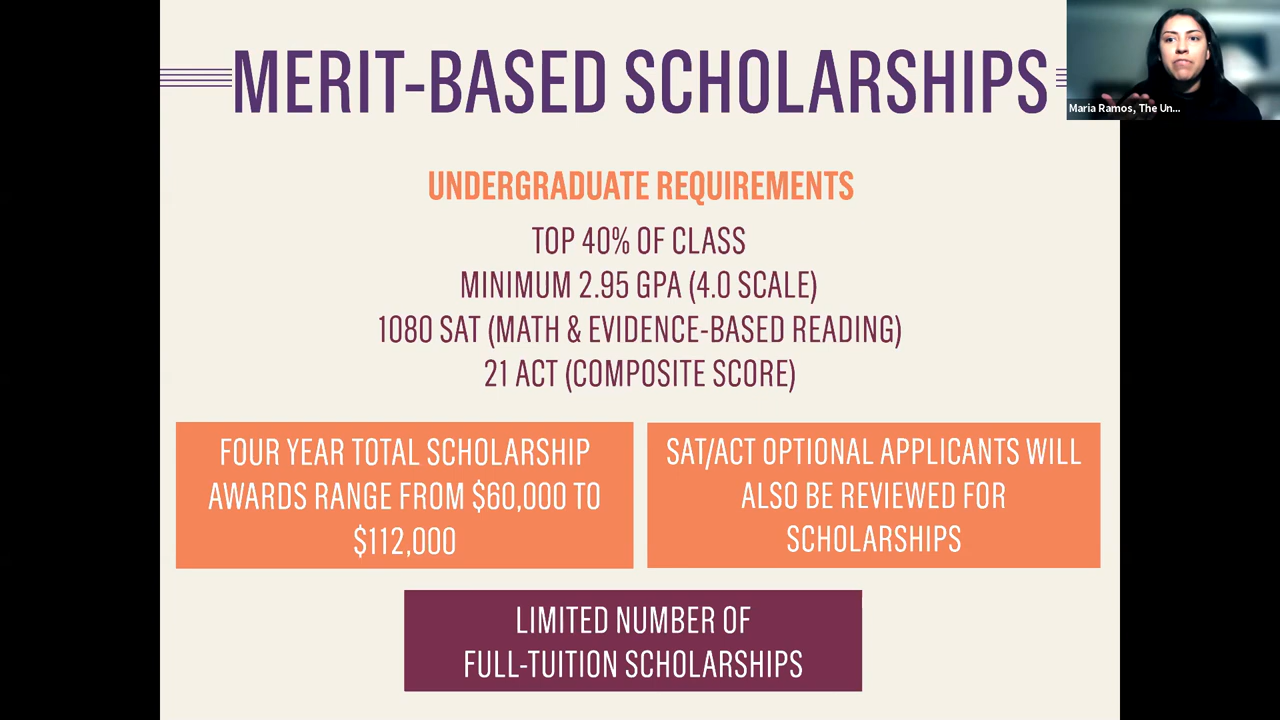 MERIT-BASED SCHOLARSHIPS
Maria Ramos, The Un...
UNDERGRADUATE REQUIREMENTS
TOP 40% OF CLASS
MINIMUM 2.95 GPA (4.0 SCALE)
1080 SAT (MATH & EVIDENCE-BASED READING)
21 ACT (COMPOSITE SCORE)
FOUR YEAR TOTAL SCHOLARSHIP
AWARDS RANGE FROM $60,000 TO
$112,000
SAT/ACT OPTIONAL APPLICANTS WILL
ALSO BE REVIEWED FOR
SCHOLARSHIPS
LIMITED NUMBER OF
FULL-TUITION SCHOLARSHIPS